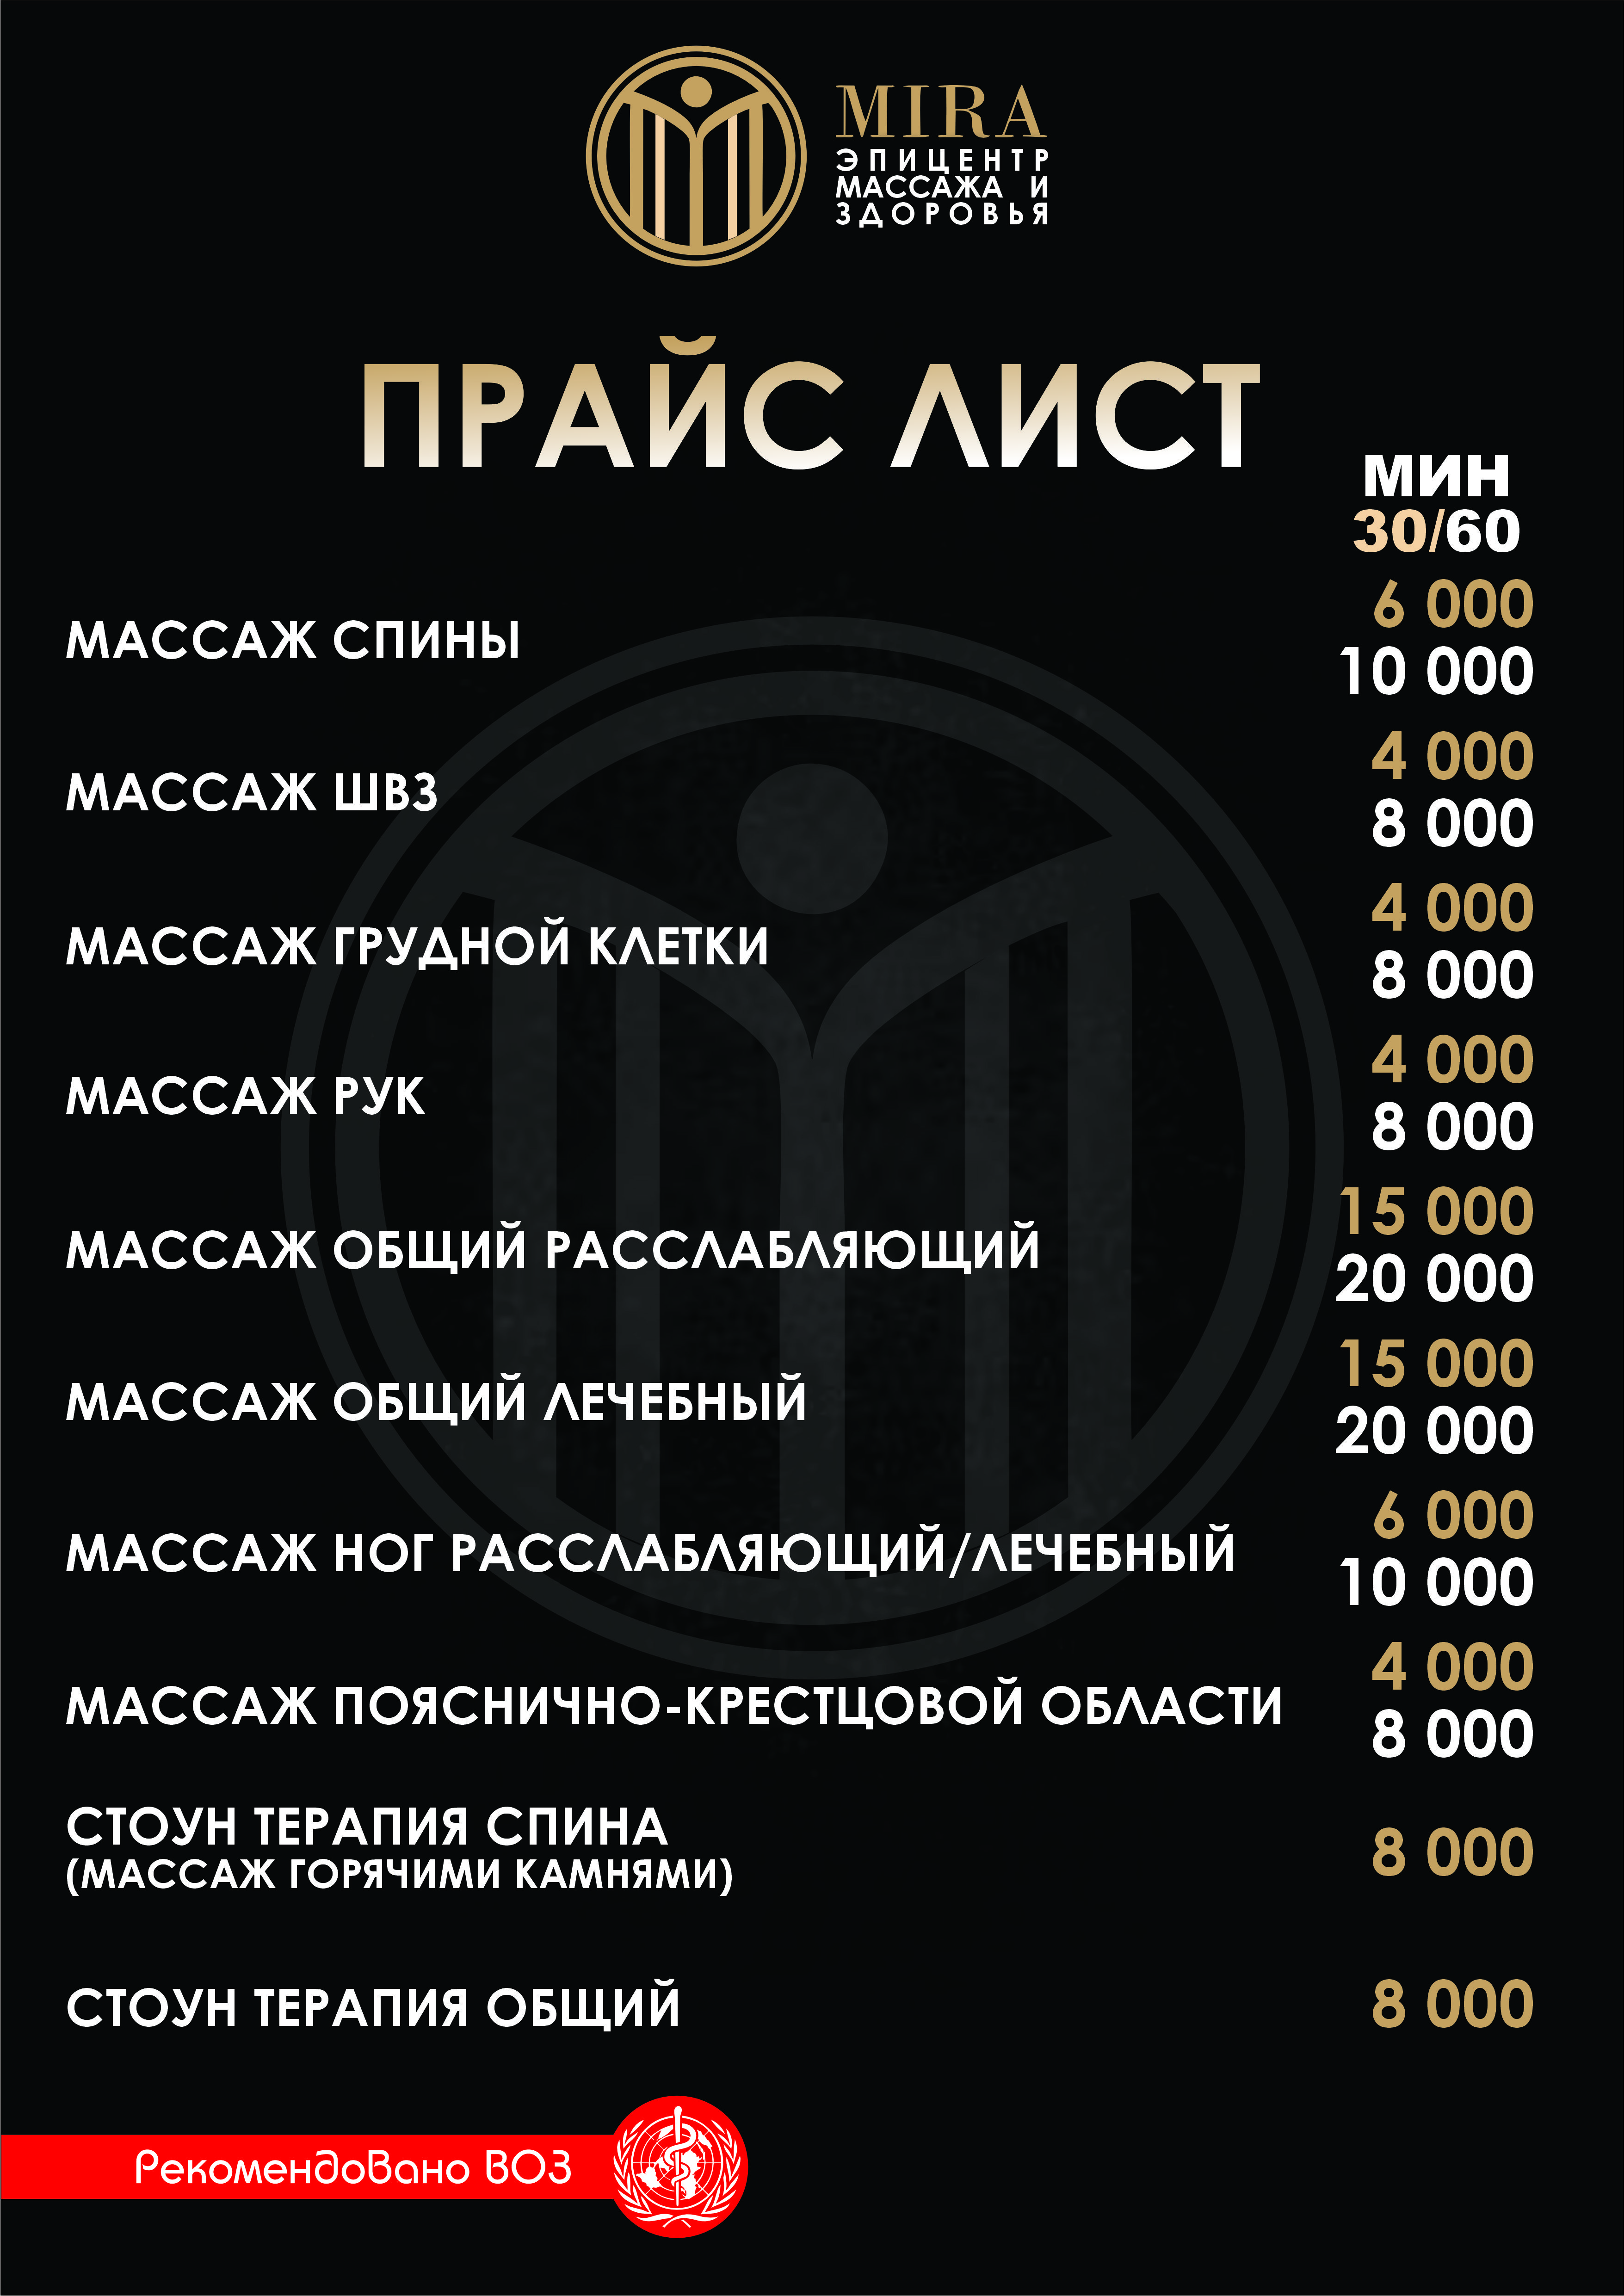 MIRA
ЭПИЦЕНТР
МАССАЖА И
ЗДОРОВЬЯ
ПРАЙС ЛИСТ
МИН
30/60
МАССАЖ СПИНЫ
6 000
10 000
МАССАЖ ШВЗ
4 000
8 000
МАССАЖ ГРУДНОЙ КЛЕТКИ
4 000
8 000
МАССАЖ РУК
4 000
8 000
МАССАЖ ОБЩИЙ РАССЛАБЛЯЮЩИЙ
15 000
20 000
МАССАЖ ОБЩИЙ ЛЕЧЕБНЫЙ
15 000
20 000
МАССАЖ НОГ РАССЛАБЛЯЮЩИЙ/ЛЕЧЕБНЫЙ
6 000
10 000
МАССАЖ ПОЯСНИЧНО-КРЕСТЦОВОЙ ОБЛАСТИ
4 000
8 000
СТОУН ТЕРАПИЯ СПИНА
(МАССАЖ ГОРЯЧИМИ КАМНЯМИ)
8 000
СТОУН ТЕРАПИЯ ОБЩИЙ
8 000
Рекомендовано ВОЗ